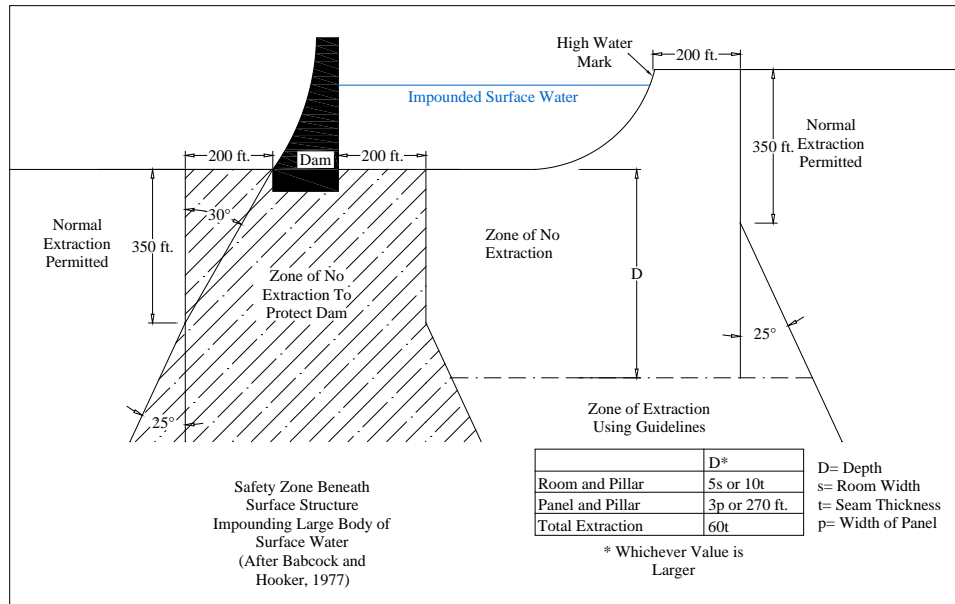 High Water
Mark
200 ft.
Impounded Surface Water
Normal
Extraction
Permitted
350 ft.
200 ft.
Dam
200 ft.
30°
Normal
Extraction
Permitted
350 ft.
Zone of No
Extraction To
Protect Dam
Zone of No
Extraction
D
25°
25°
Zone of Extraction
Using Guidelines
D*
Room and Pillar 5s or 10t
Panel and Pillar 3p or 270 ft.
Total Extraction 60t
* Whichever Value is
Larger
D= Depth
s= Room Width
t= Seam Thickness
p= Width of Panel
Safety Zone Beneath
Surface Structure
Impounding Large Body of
Surface Water
(After Babcock and
Hooker, 1977)